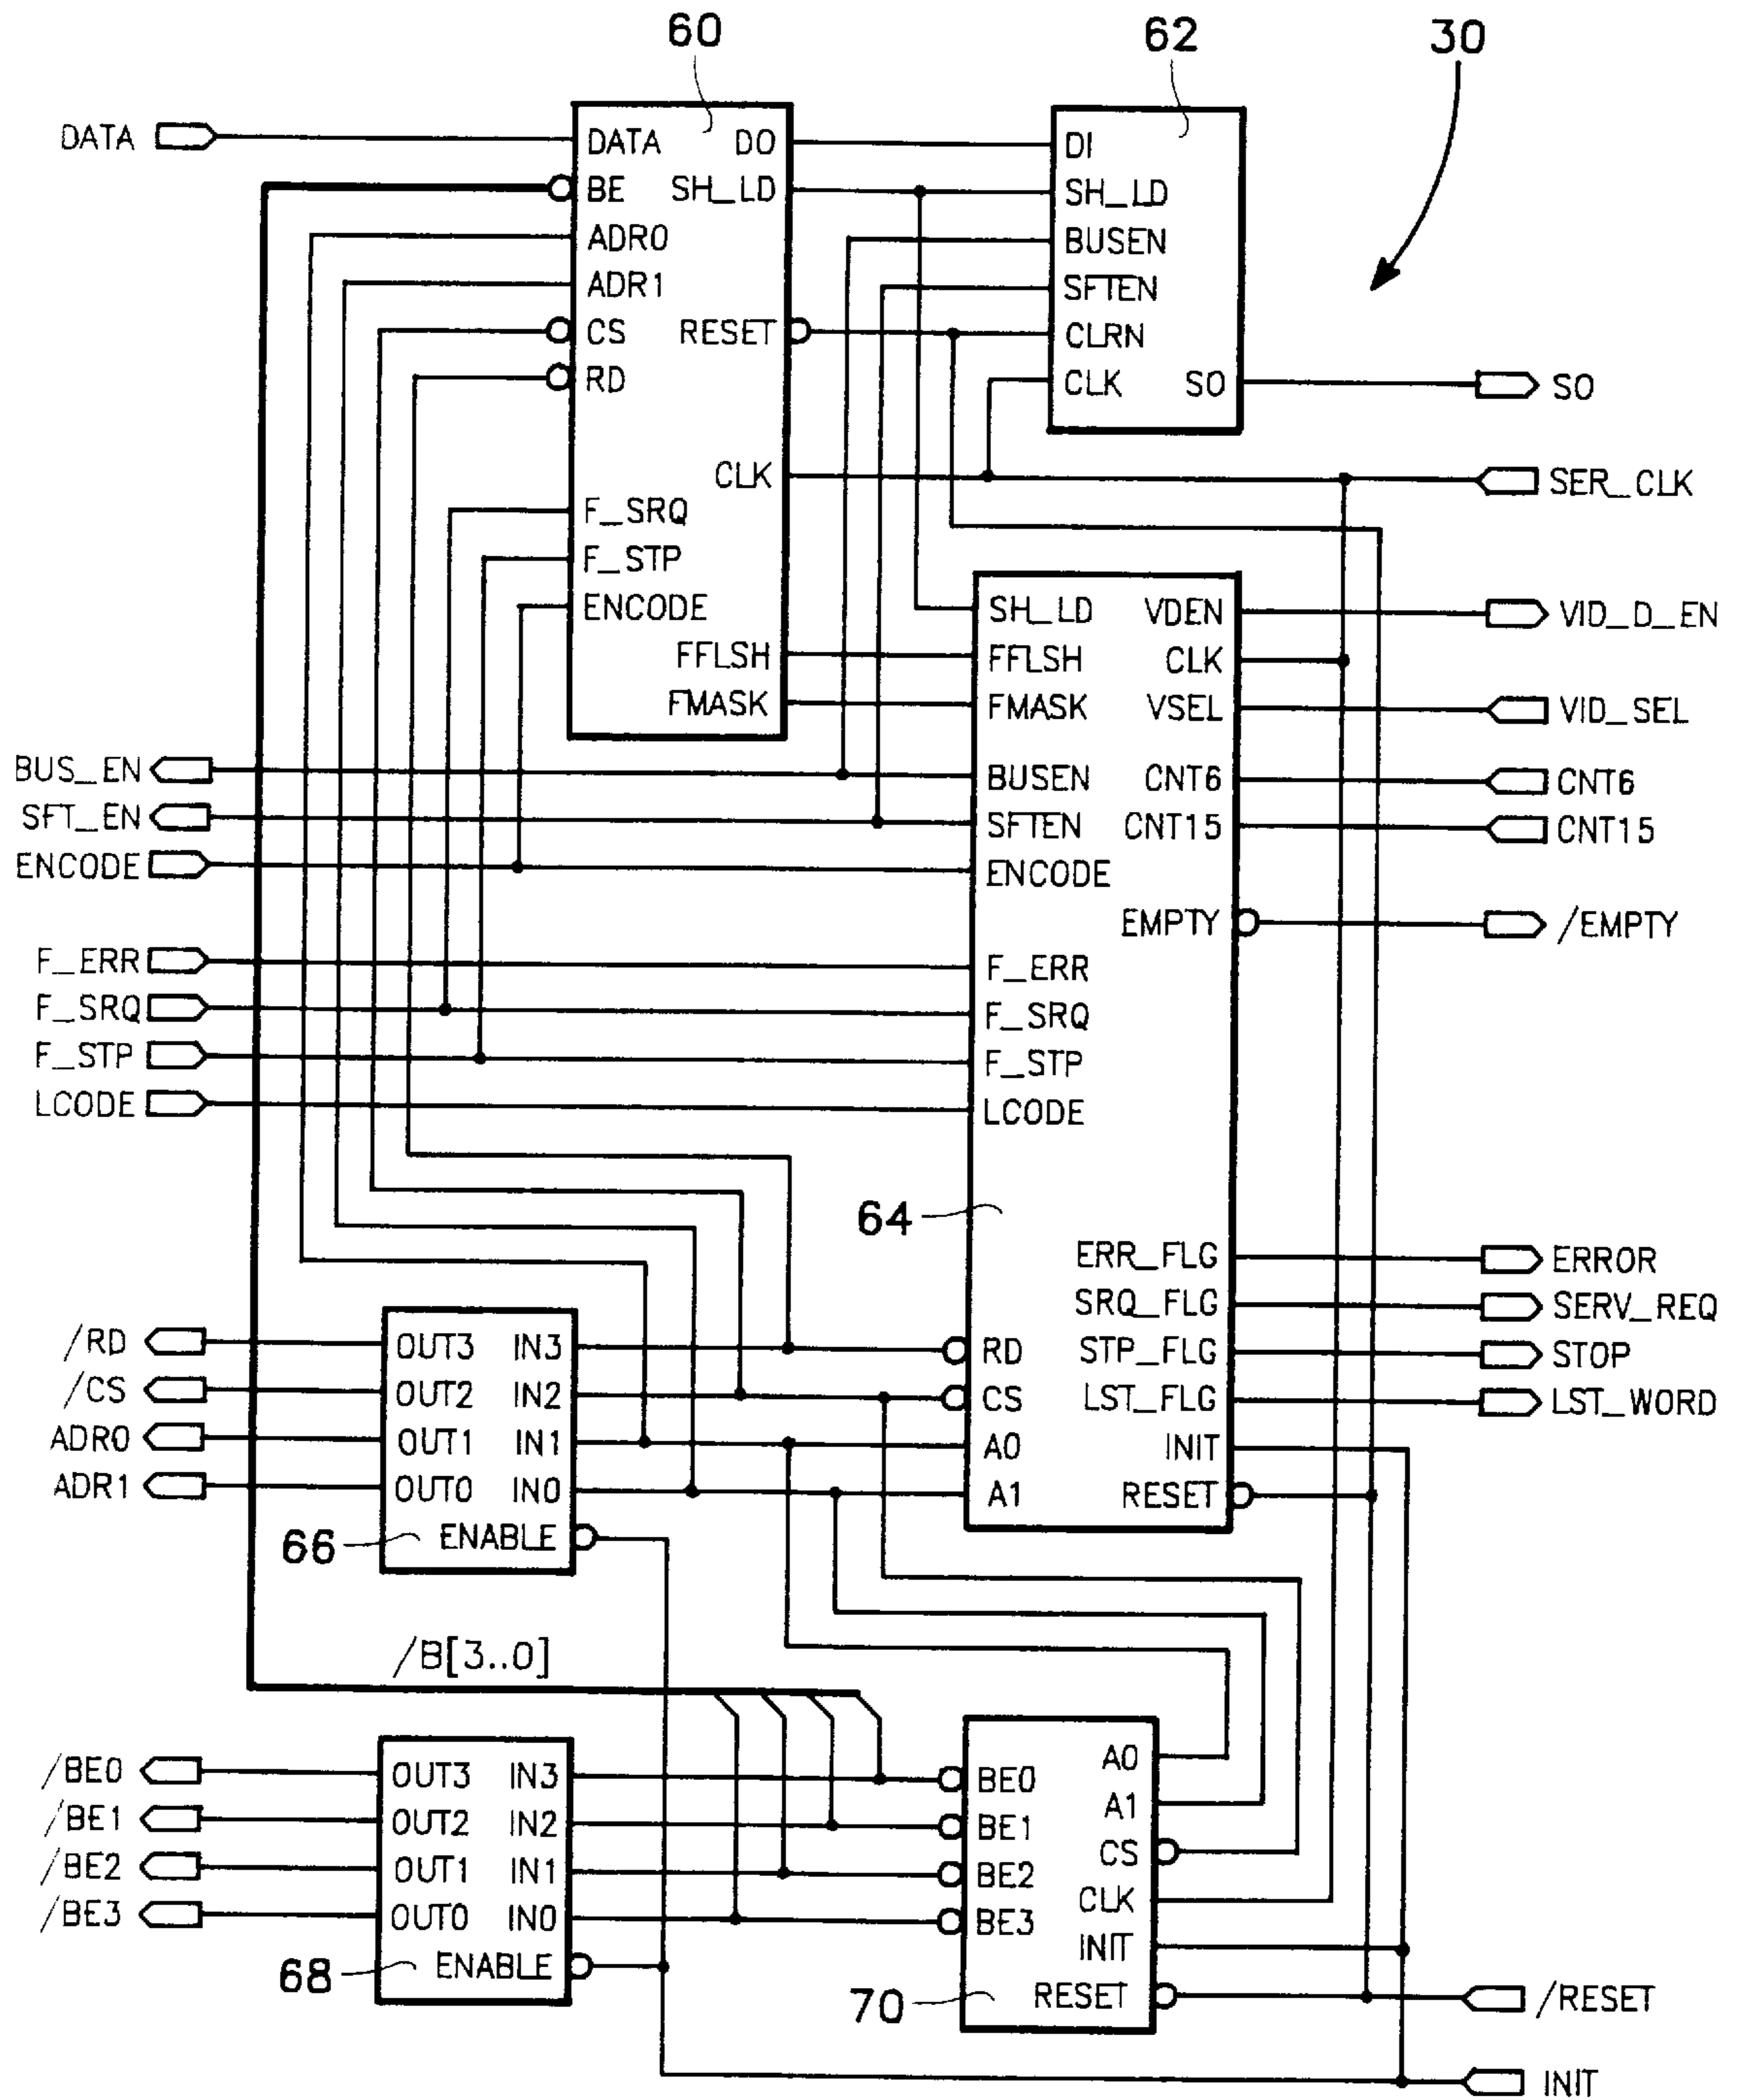 60
62
30
DATA
DATA
DO
DI
BE
SH_LD
SH_LD
ADR0
BUSEN
ADR1
SFTEN
CS
RESET
CLRN
RD
CLK
SO
SO
CLK
SER_CLK
F_SRQ
F_STP
ENCODE
SH_LD
VDEN
VID_D_EN
FFLSH
FFLSH
CLK
FMASK
FMASK
VSEL
VID_SEL
BUS_EN
BUSEN
CNT6
CNT6
SFT_EN
SFTEN
CNT15
CNT15
ENCODE
ENCODE
EMPTY
/EMPTY
F_ERR
F_ERR
F_SRQ
F_SRQ
F_STP
F_STP
LCODE
LCODE
64
ERR_FLG
ERROR
SRQ_FLG
SERV_REQ
/RD
OUT3
IN3
RD
STP_FLG
STOP
/CS
OUT2
IN2
CS
LST_FLG
LST_WORD
ADR0
OUT1
IN1
A0
INIT
ADR1
OUT0
IN0
A1
RESET
66
ENABLE
/B[3..0]
A0
/BE0
OUT3
IN3
BE0
A1
/BE1
OUT2
IN2
BE1
CS
/BE2
OUT1
IN1
BE2
CLK
/BE3
OUT0
IN0
BE3
INIT
68
ENABLE
70
RESET
/RESET
INIT